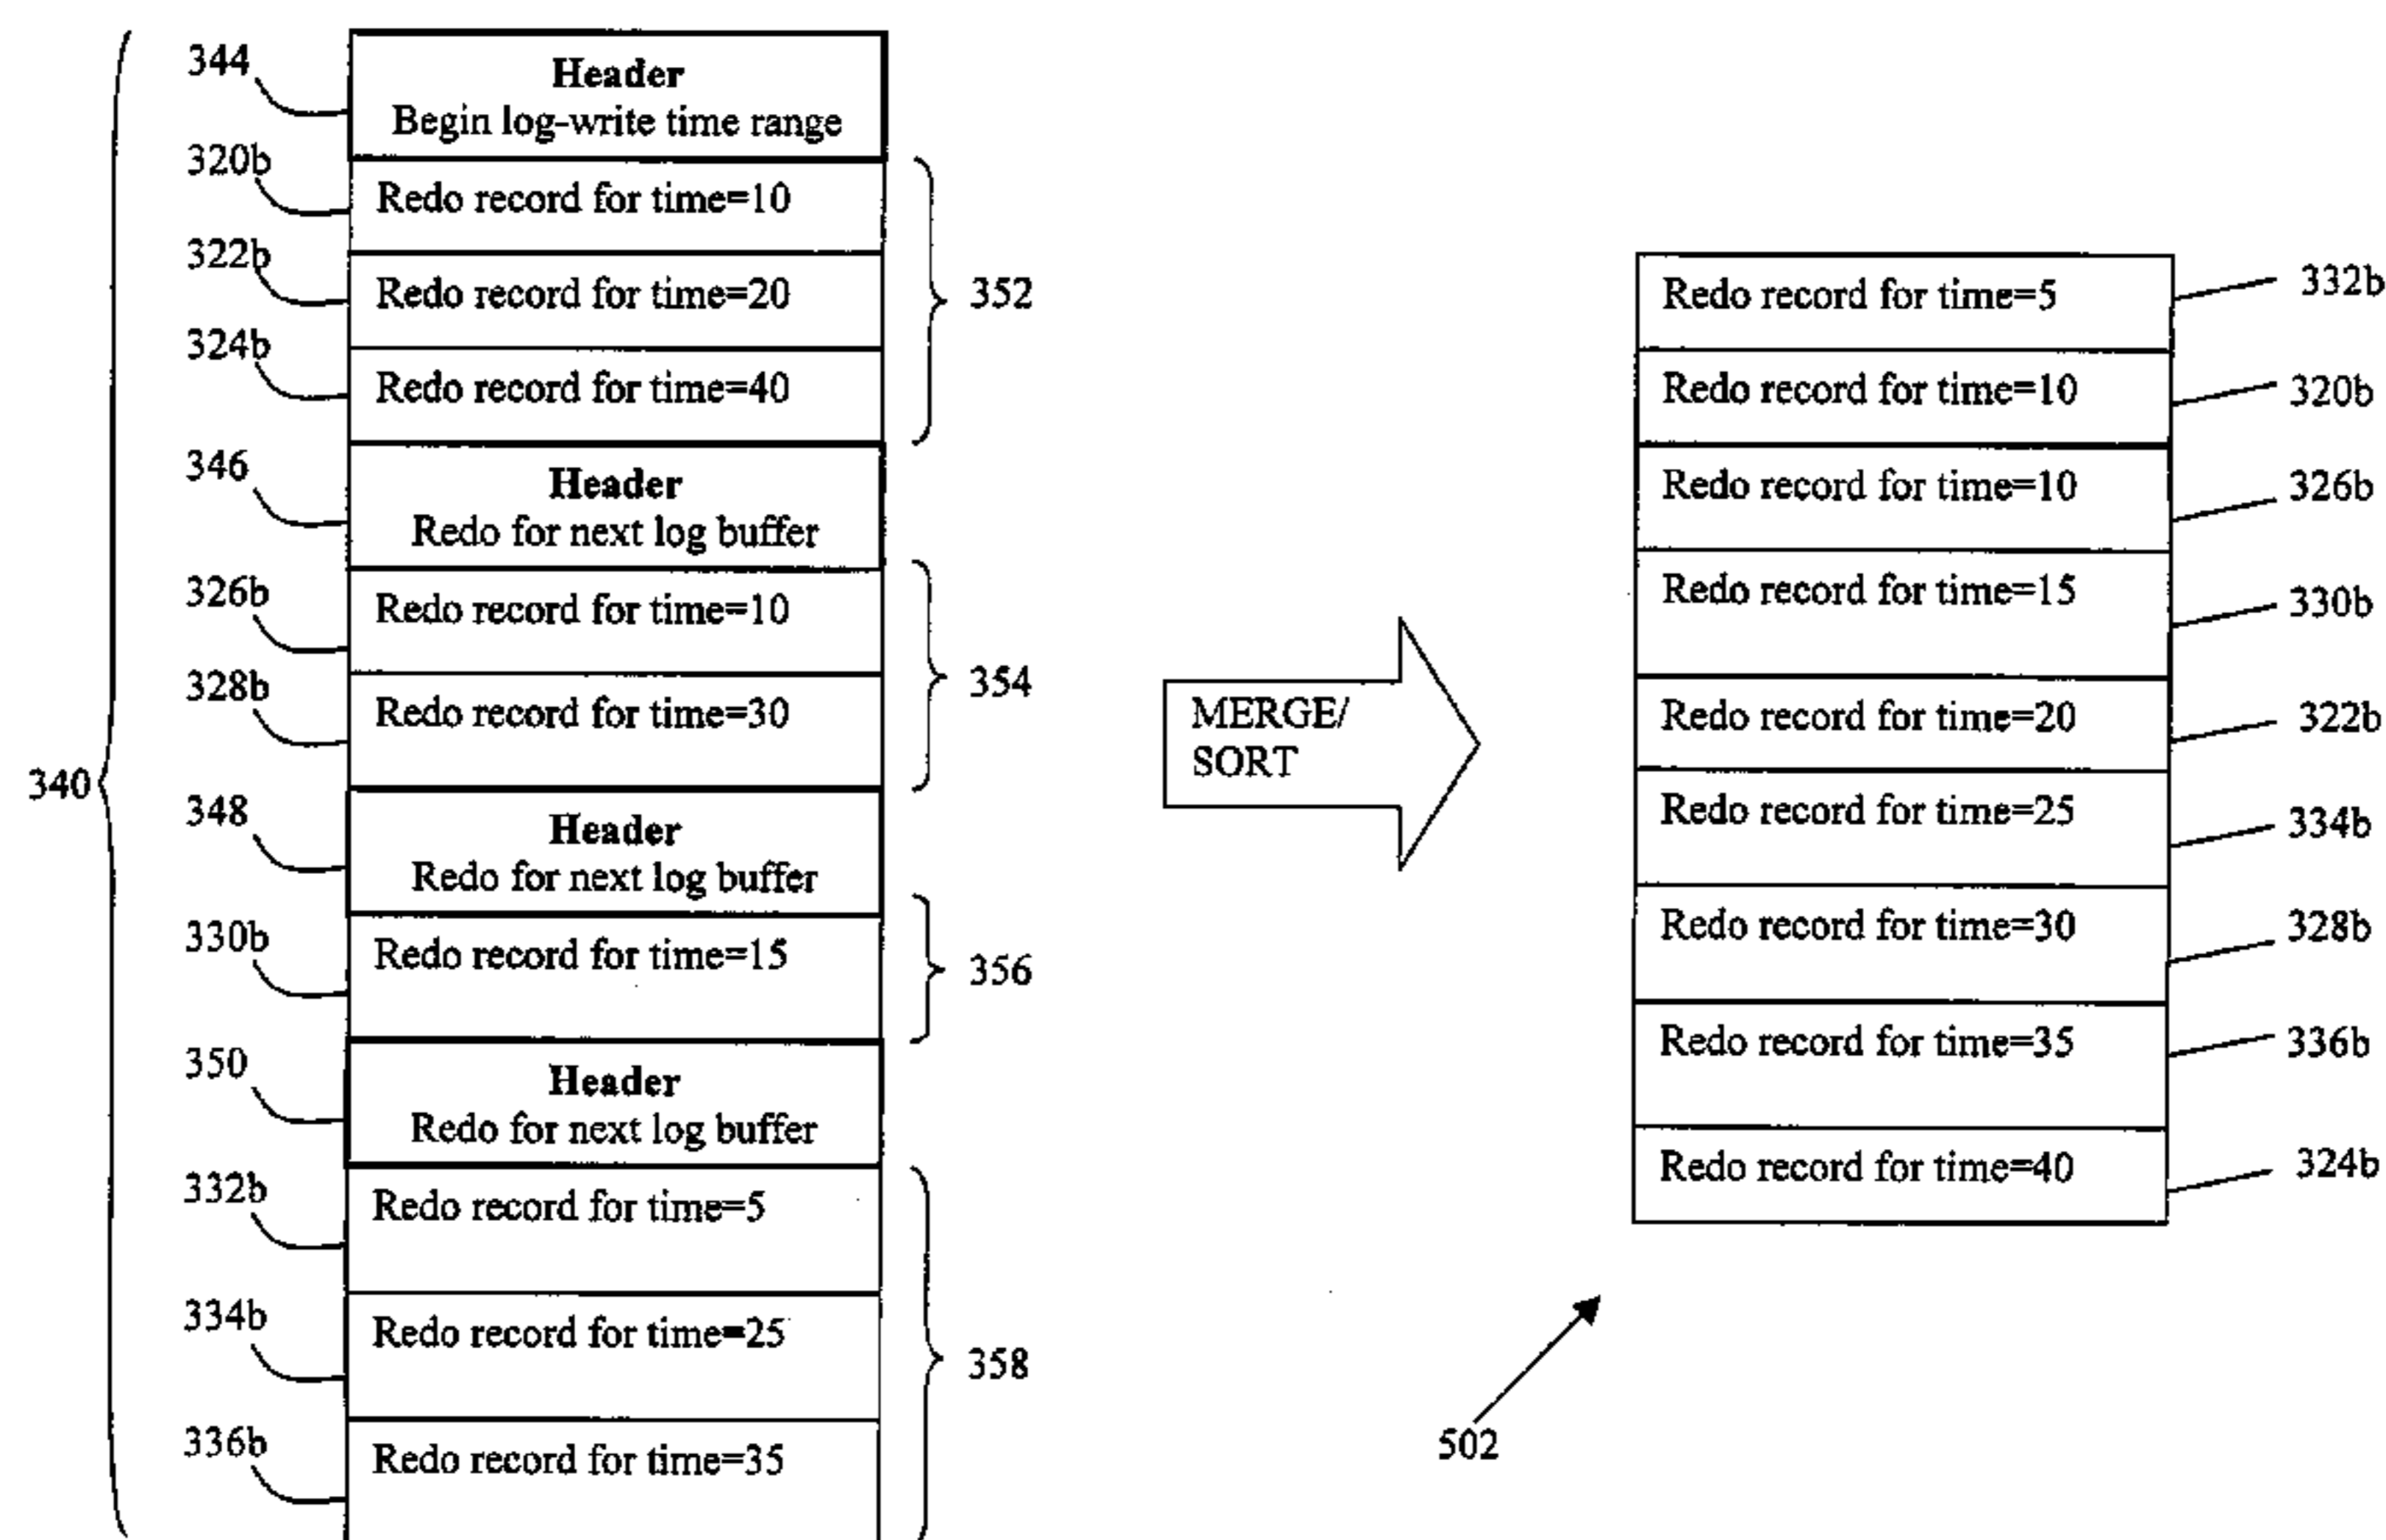 344
Header
Begin log-write time range
320b
Redo record for time=10
322b
Redo record for time=20
352
324b
Redo record for time=40
346
Header
Redo for next log buffer
326b
Redo record for time=10
354
328b
Redo record for time=30
340
348
Header
Redo for next log buffer
330b
Redo record for time=15
356
350
Header
Redo for next log buffer
332b
Redo record for time=5
334b
Redo record for time=25
358
336b
Redo record for time=35
MERGE/
SORT
Redo record for time=5
332b
Redo record for time=10
320b
Redo record for time=10
326b
Redo record for time=15
330b
Redo record for time=20
322b
Redo record for time=25
334b
Redo record for time=30
328b
Redo record for time=35
336b
Redo record for time=40
324b
502